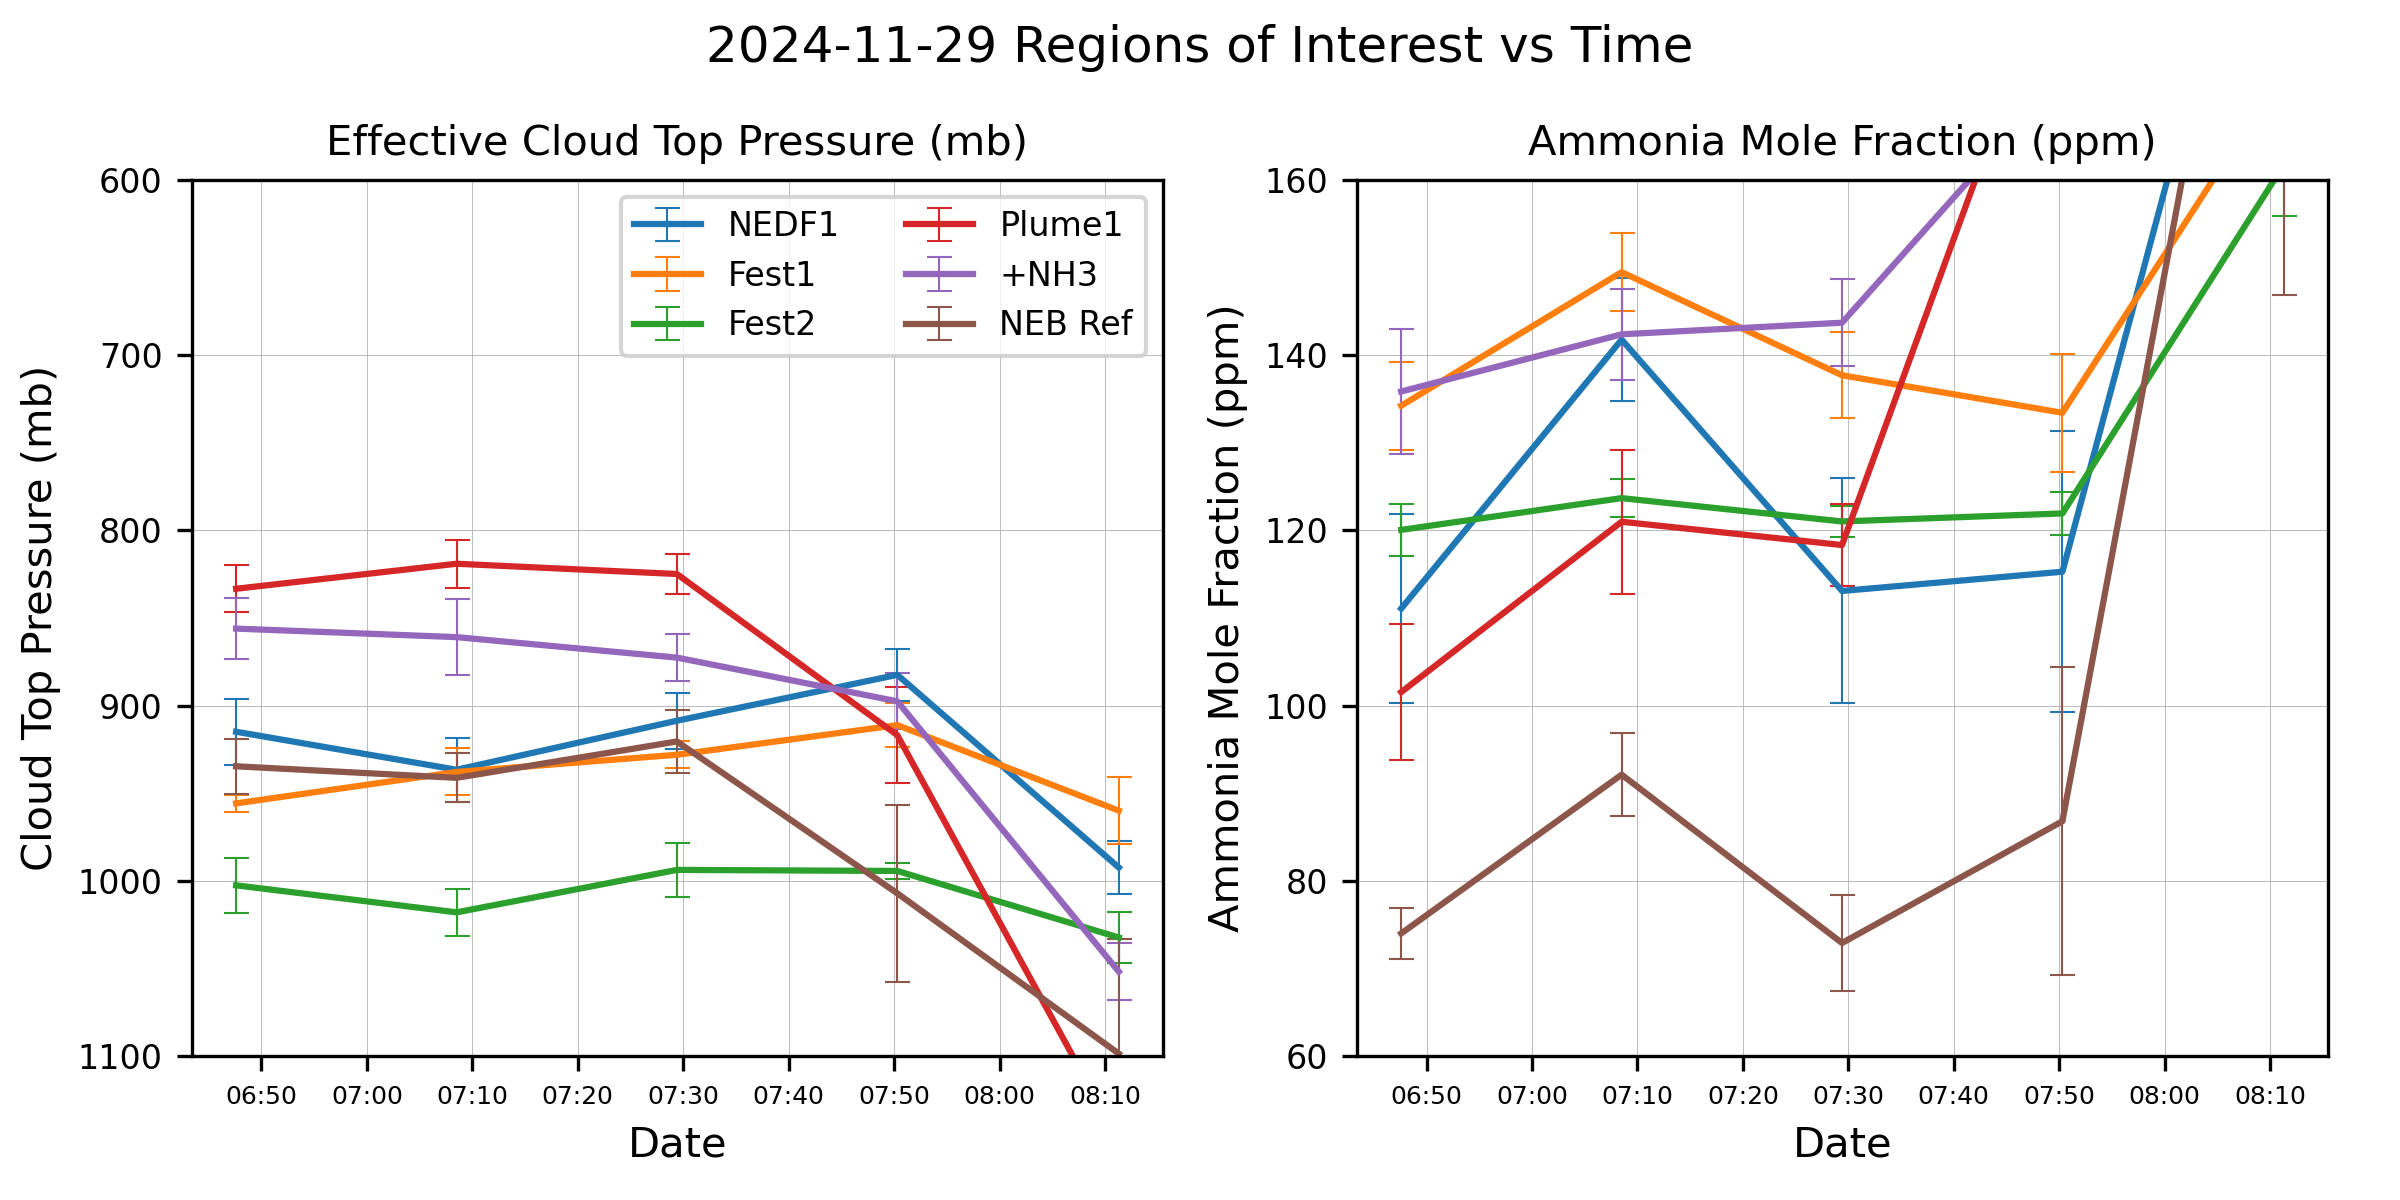 2024-11-29 Regions of Interest vs Time
Effective Cloud Top Pressure (mb)
Cloud Top Pressure (mb)
600
700
800
900
1000
1100
NEDF1
Fest1
Fest2
Plume1
+NH3
NEB Ref
06:50 07:00 07:10 07:20 07:30 07:40 07:50 08:00 08:10
Date
Ammonia Mole Fraction (ppm)
Ammonia Mole Fraction (ppm)
160
140
120
100
80
60
06:50 07:00 07:10 07:20 07:30 07:40 07:50 08:00 08:10
Date